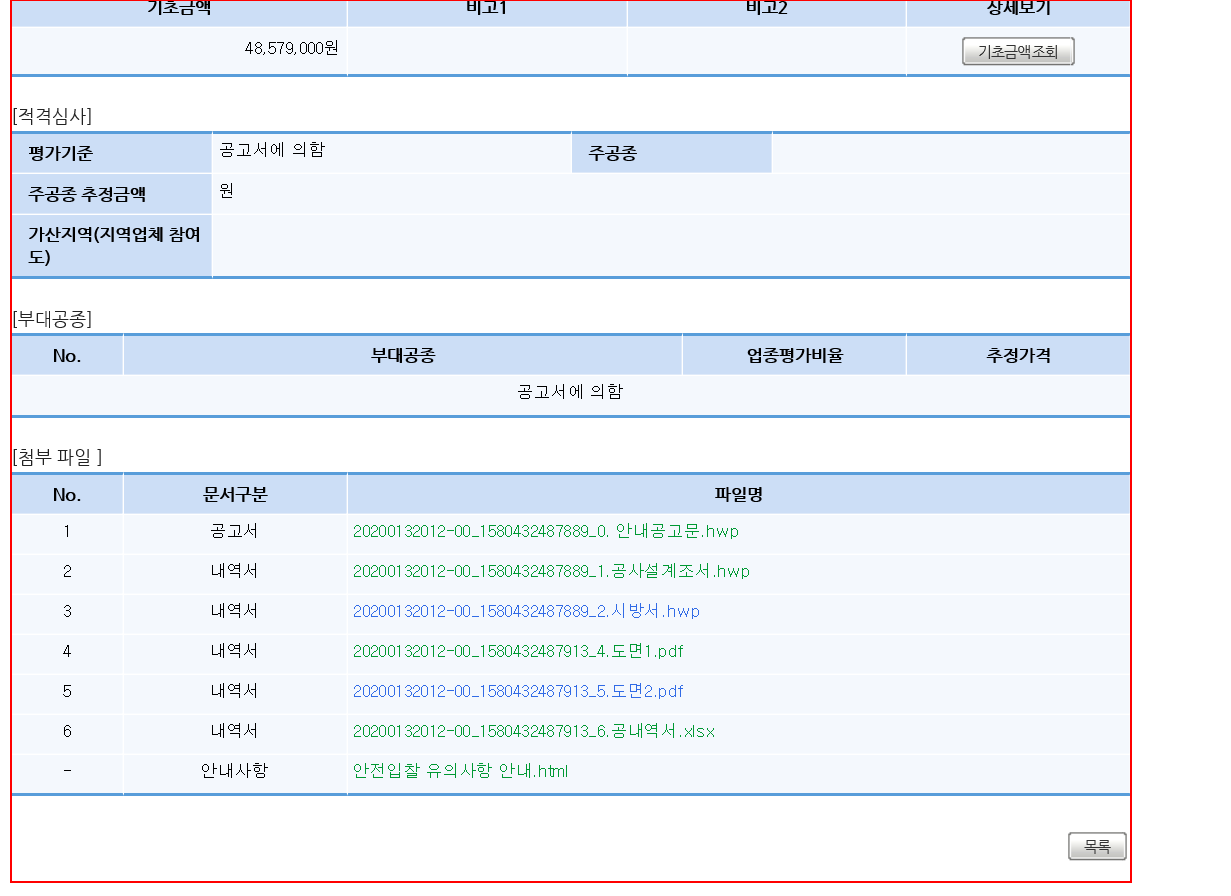 기초금액 비고1 비고2 상세보기
48,579,000원 기초금액조회
[적격심사]
평가기준 공고서에 의함 주공종
주공종 추정금액 원
가산지역(지역업체 참여
도)
[부대공종]
No. 부대공종 업종평가비율 추정가격
공고서에 의함
[첨부 파일 ]
No. 문서구분 파일명
1 공고서 20200132012-00_1580432487889_0. 안내공고문.hwp
2 내역서 20200132012-00_1580432487889_1.공사설계조서.hwp
3 내역서 20200132012-00_1580432487889_2.시방서.hwp
4 내역서 20200132012-00_1580432487913_4.도면1.pdf
5 내역서 20200132012-00_1580432487913_5.도면2.pdf
6 내역서 20200132012-00_1580432487913_6.공내역서.xlsx
- 안내사항 안전입찰 유의사항 안내.html
목록